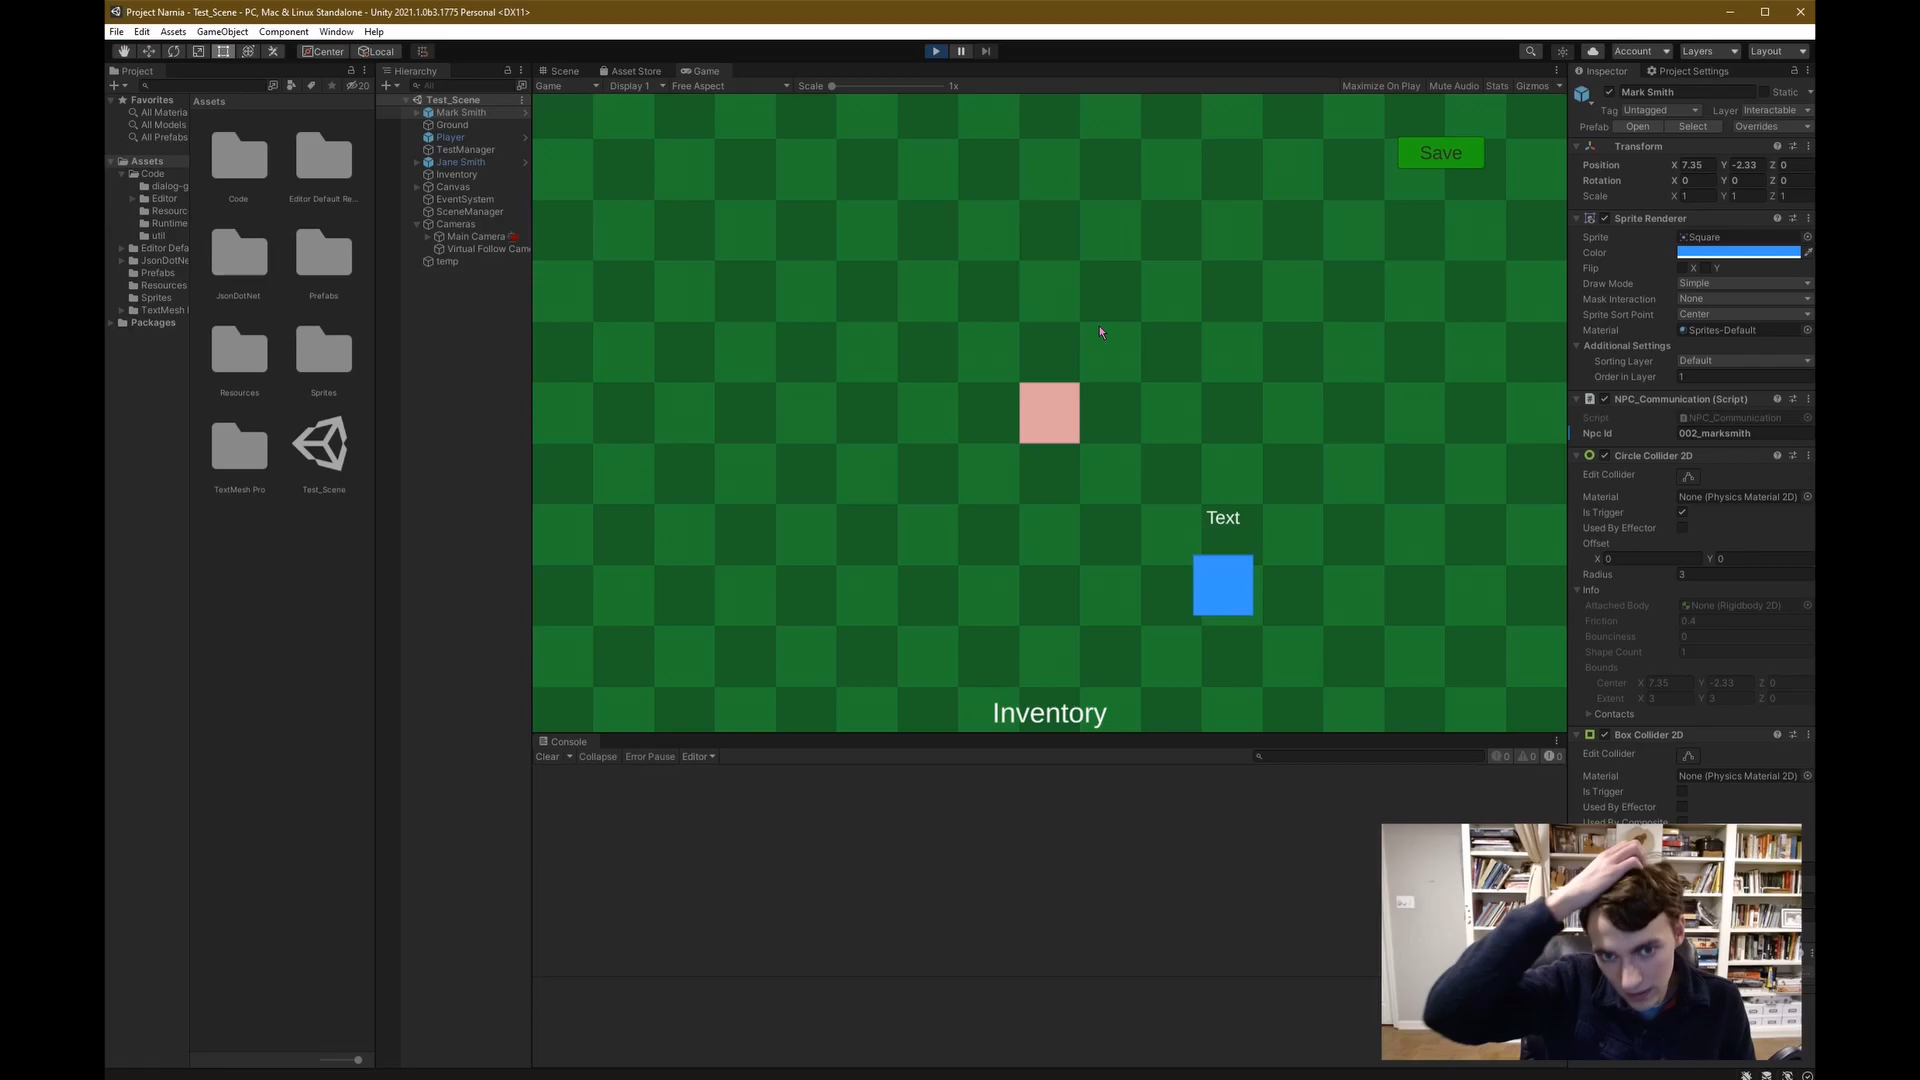 Project Narnia - Test_Scene - PC, Mac & Linux Standalone - Unity 2021.1.0b3.1775 Personal <DX11>
File Edit Assets GameObject Component Window Help
Center Local Account Layers Layout
Project
Favorites
All Materia
All Models
All Prefabs
Assets
Code
dialog-g
Editor
Resourc
Runtime
util
Editor Defa
JsonDotNe
Prefabs
Resources
Sprites
TextMesh
Packages
20
Assets
Code
Editor Default Re...
JsonDotNet
Prefabs
Resources
Sprites
TextMesh Pro
Test_Scene
Hierarchy
All
Test_Scene
Mark Smith
Ground
Player
TestManager
Jane Smith
Inventory
Canvas
EventSystem
SceneManager
Cameras
Main Camera
Virtual Follow Cam
temp
Scene Asset Store Game
Game Display 1 Free Aspect Scale 1x Maximize On Play Mute Audio Stats Gizmos
Save
Text
Inventory
Console
Clear Collapse Error Pause Editor 0 0 0
Inspector Project Settings
Mark Smith Static
Tag Untagged Layer Interactable
Prefab Open Select Overrides
Transform
Position X 7.35 Y -2.33 Z 0
Rotation X 0 Y 0 Z 0
Scale X 1 Y 1 Z 1
Sprite Renderer
Sprite Square
Color
Flip X Y
Draw Mode Simple
Mask Interaction None
Sprite Sort Point Center
Material Sprites-Default
Additional Settings
Sorting Layer Default
Order in Layer 1
NPC_Communication (Script)
Script NPC_Communication
Npc Id 002_marksmith
Circle Collider 2D
Edit Collider
Material None (Physics Material 2D)
Is Trigger
Used By Effector
Offset
X 0 Y 0
Radius 3
Info
Attached Body None (Rigidbody 2D)
Friction 0.4
Bounciness 0
Shape Count 1
Bounds
Center X 7.35 Y -2.33 Z 0
Extent X 3 Y 3 Z 0
Contacts
Box Collider 2D
Edit Collider
Material None (Physics Material 2D)
Is Trigger
Used By Effector
Used By Composite